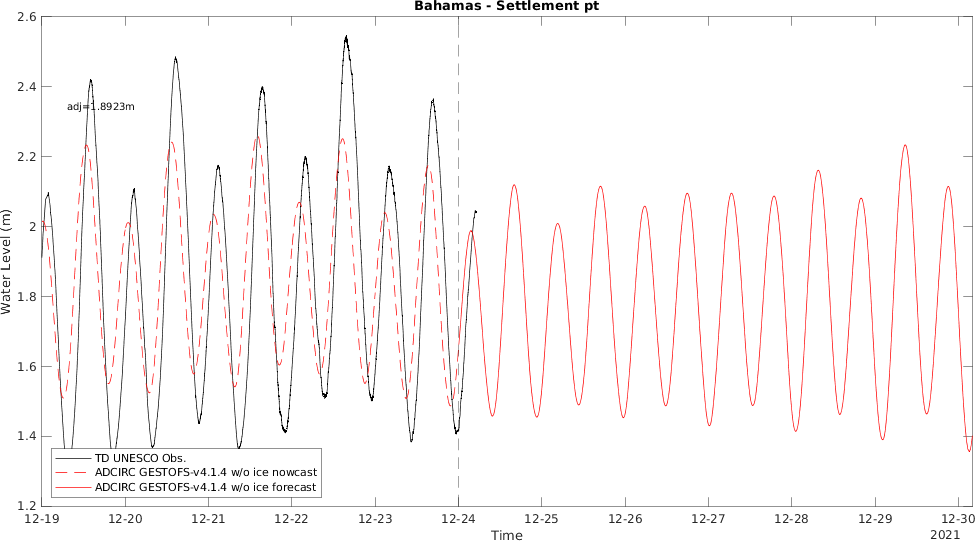 Bahamas - Settlement pt
2.6
2.4
2.2
2
1.8
1.6
1.4
1.2
Water Level (m)
adj=1.8923m
TD UNESCO Obs.
ADCIRC GESTOFS-v4.1.4 w/o ice nowcast
ADCIRC GESTOFS-v4.1.4 w/o ice forecast
12-19 12-20 12-21 12-22 12-23 12-24 12-25 12-26 12-27 12-28 12-29 12-30
Time
2021